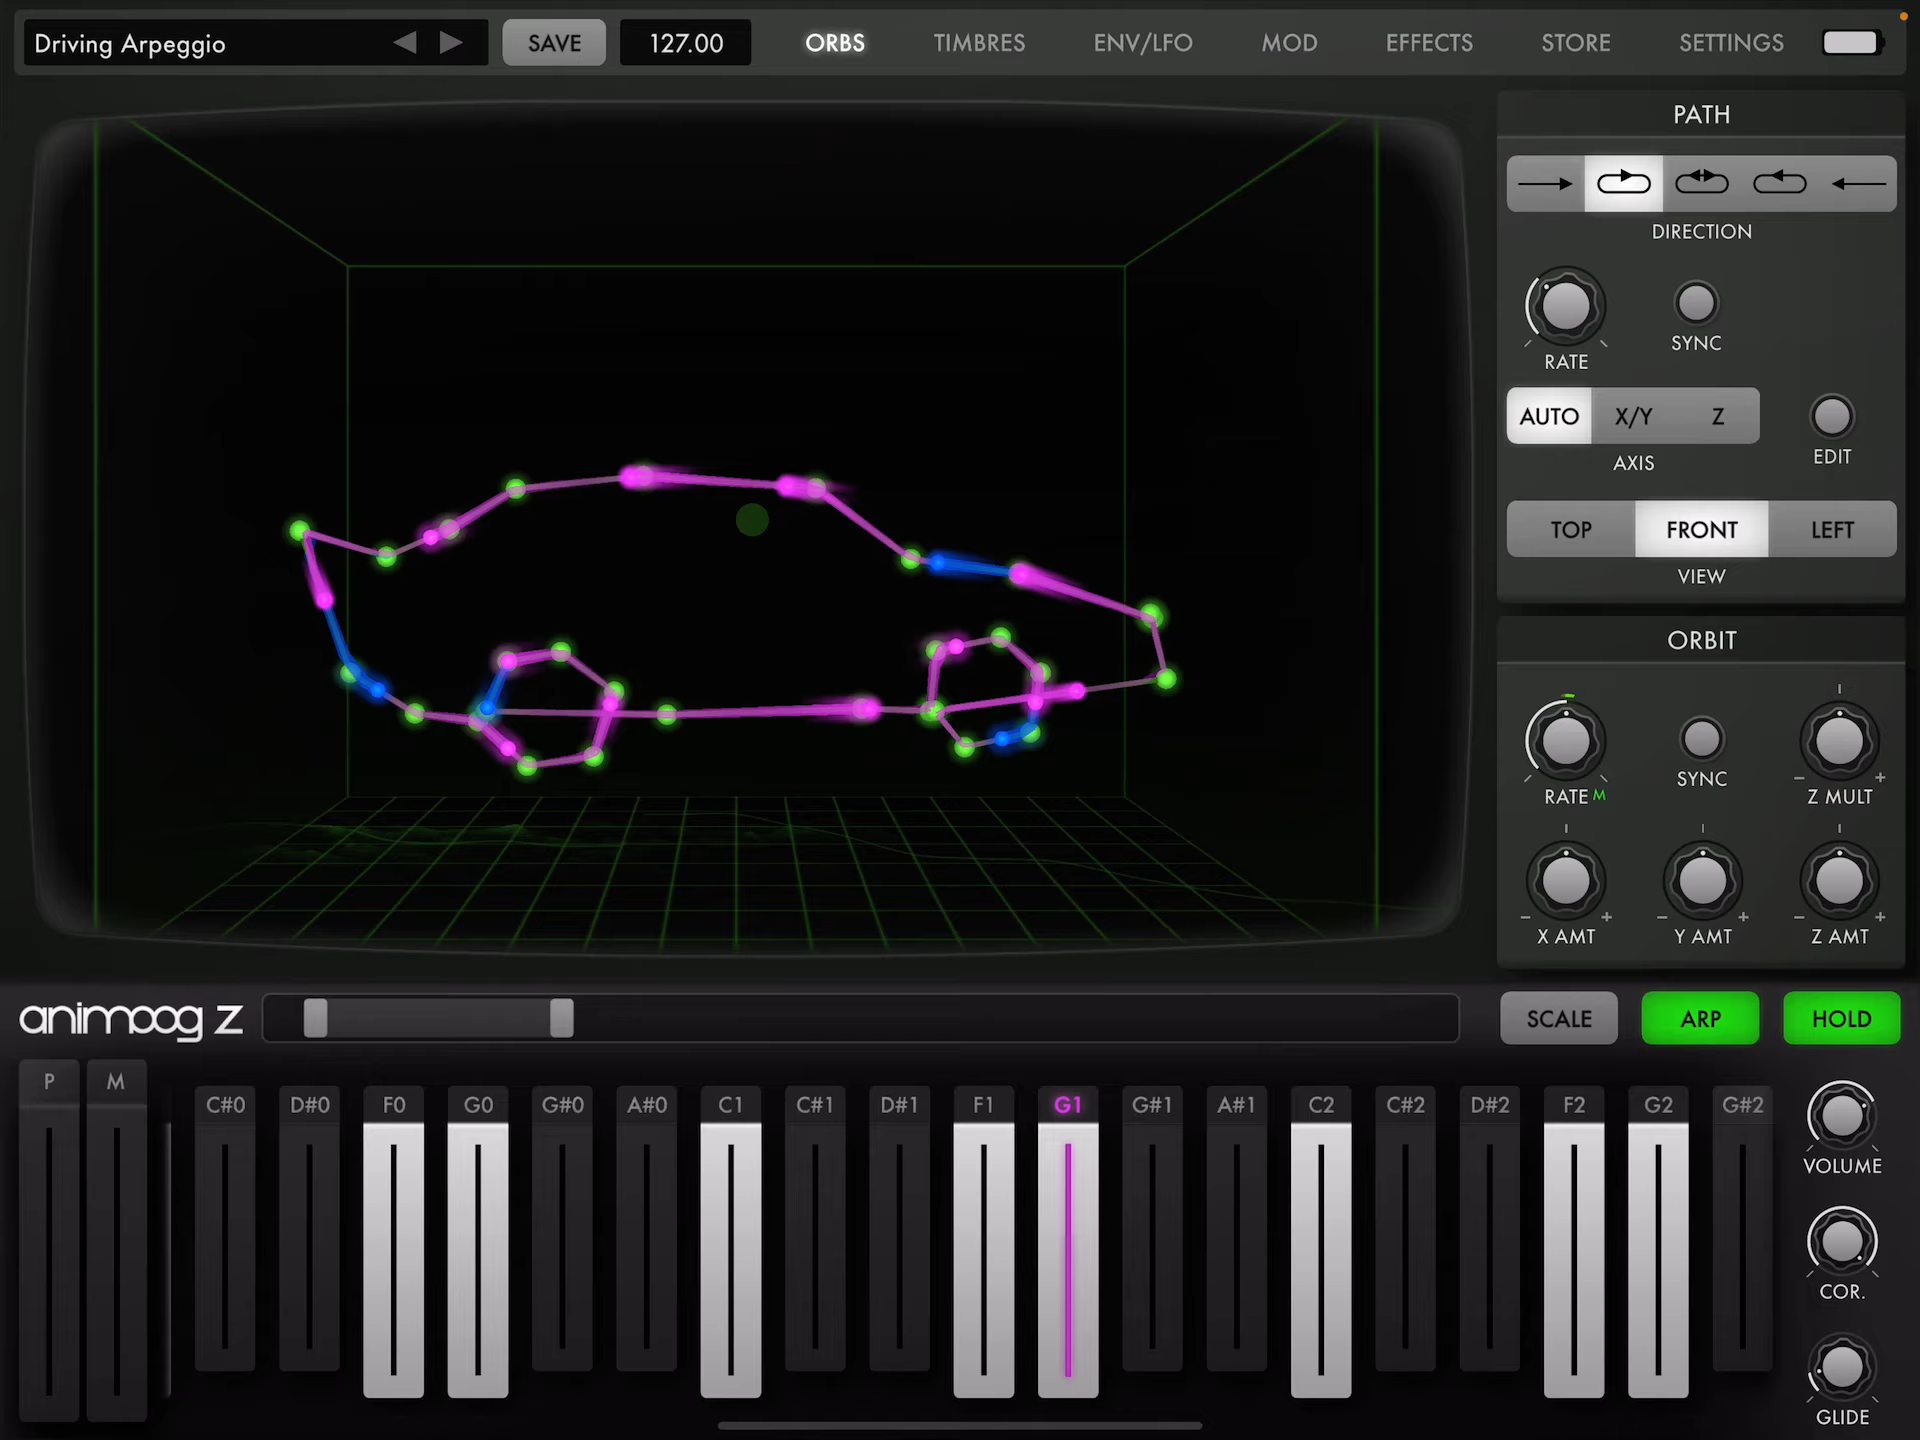 Driving Arpeggio
SAVE
127.00
ORBS
TIMBRES
ENV/LFO
MOD
EFFECTS
STORE
SETTINGS
PATH
DIRECTION
RATE
SYNC
AUTO X/Y Z
AXIS
EDIT
TOP FRONT LEFT
VIEW
ORBIT
RATE M
SYNC
- Z MULT +
- X AMT +
- Y AMT +
- Z AMT +
animoog Z
SCALE
ARP
HOLD
P M
C#0 D#0 F0 G0 G#0 A#0 C1 C#1 D#1 F1 G1 G#1 A#1 C2 C#2 D#2 F2 G2 G#2
VOLUME
COR.
GLIDE